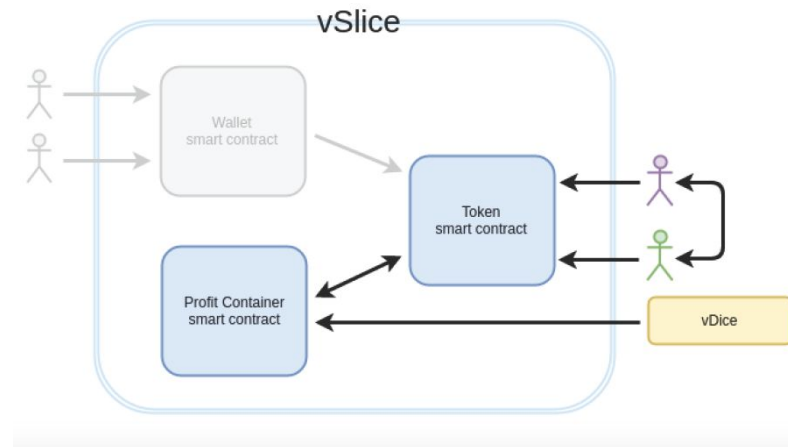 vSlice
Wallet
smart contract
Token
smart contract
Profit Container
smart contract
vDice